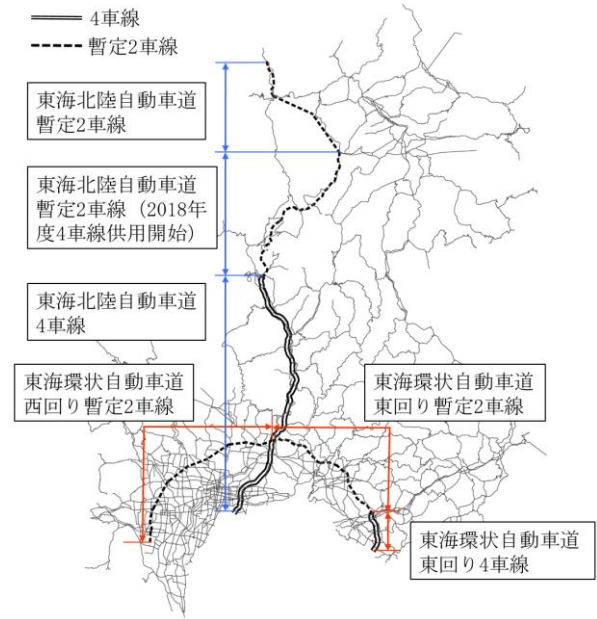 4車線
暫定2車線
東海北陸自動車道
暫定2車線
東海北陸自動車道
暫定2車線（2018年
度4車線供用開始）
東海北陸自動車道
4車線
東海環状自動車道
西回り暫定2車線
東海環状自動車道
東回り暫定2車線
東海環状自動車道
東回り4車線